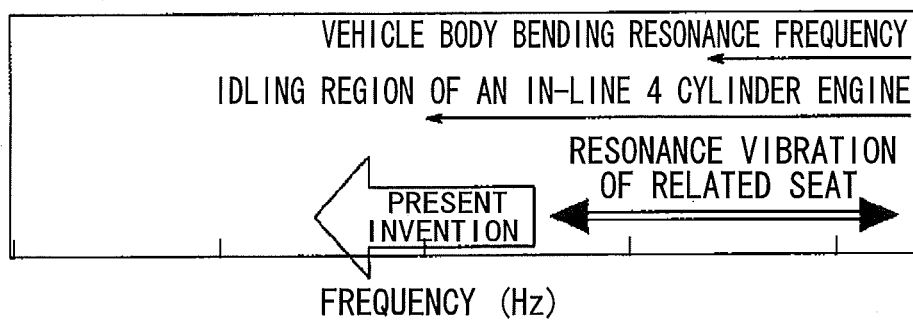 VEHICLE BODY BENDING RESONANCE FREQUENCY
IDLING REGION OF AN IN-LINE 4 CYLINDER ENGINE
RESONANCE VIBRATION
OF RELATED SEAT
PRESENT
INVENTION
FREQUENCY (Hz)